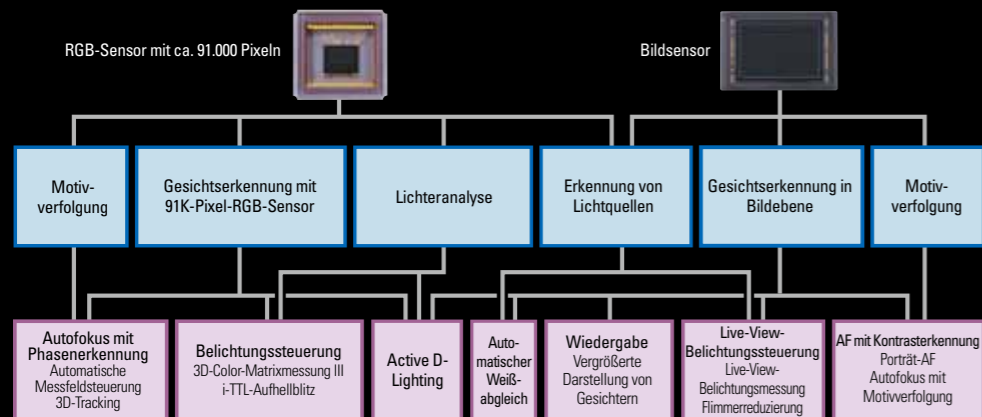 RGB-Sensor mit ca. 91.000 Pixeln
Bildsensor
Motiv-
verfolgung
Gesichtserkennung mit
91K-Pixel-RGB-Sensor
Lichteranalyse
Erkennung von
Lichtquellen
Gesichtserkennung in
Bildebene
Motiv-
verfolgung
Autofokus mit
Phasenerkennung
Automatische
Messfeldsteuerung
3D-Tracking
Belichtungssteuerung
3D-Color-Matrixmessung III
i-TTL-Aufhellblitz
Active D-
Lighting
Auto-
matischer
Weiß-
abgleich
Wiedergabe
Vergrößerte
Darstellung von
Gesichtern
Live-View-
Belichtungssteuerung
Live-View-
Belichtungsmessung
Flimmerreduzierung
AF mit Kontrasterkennung
Porträt-AF
Autofokus mit
Motivverfolgung